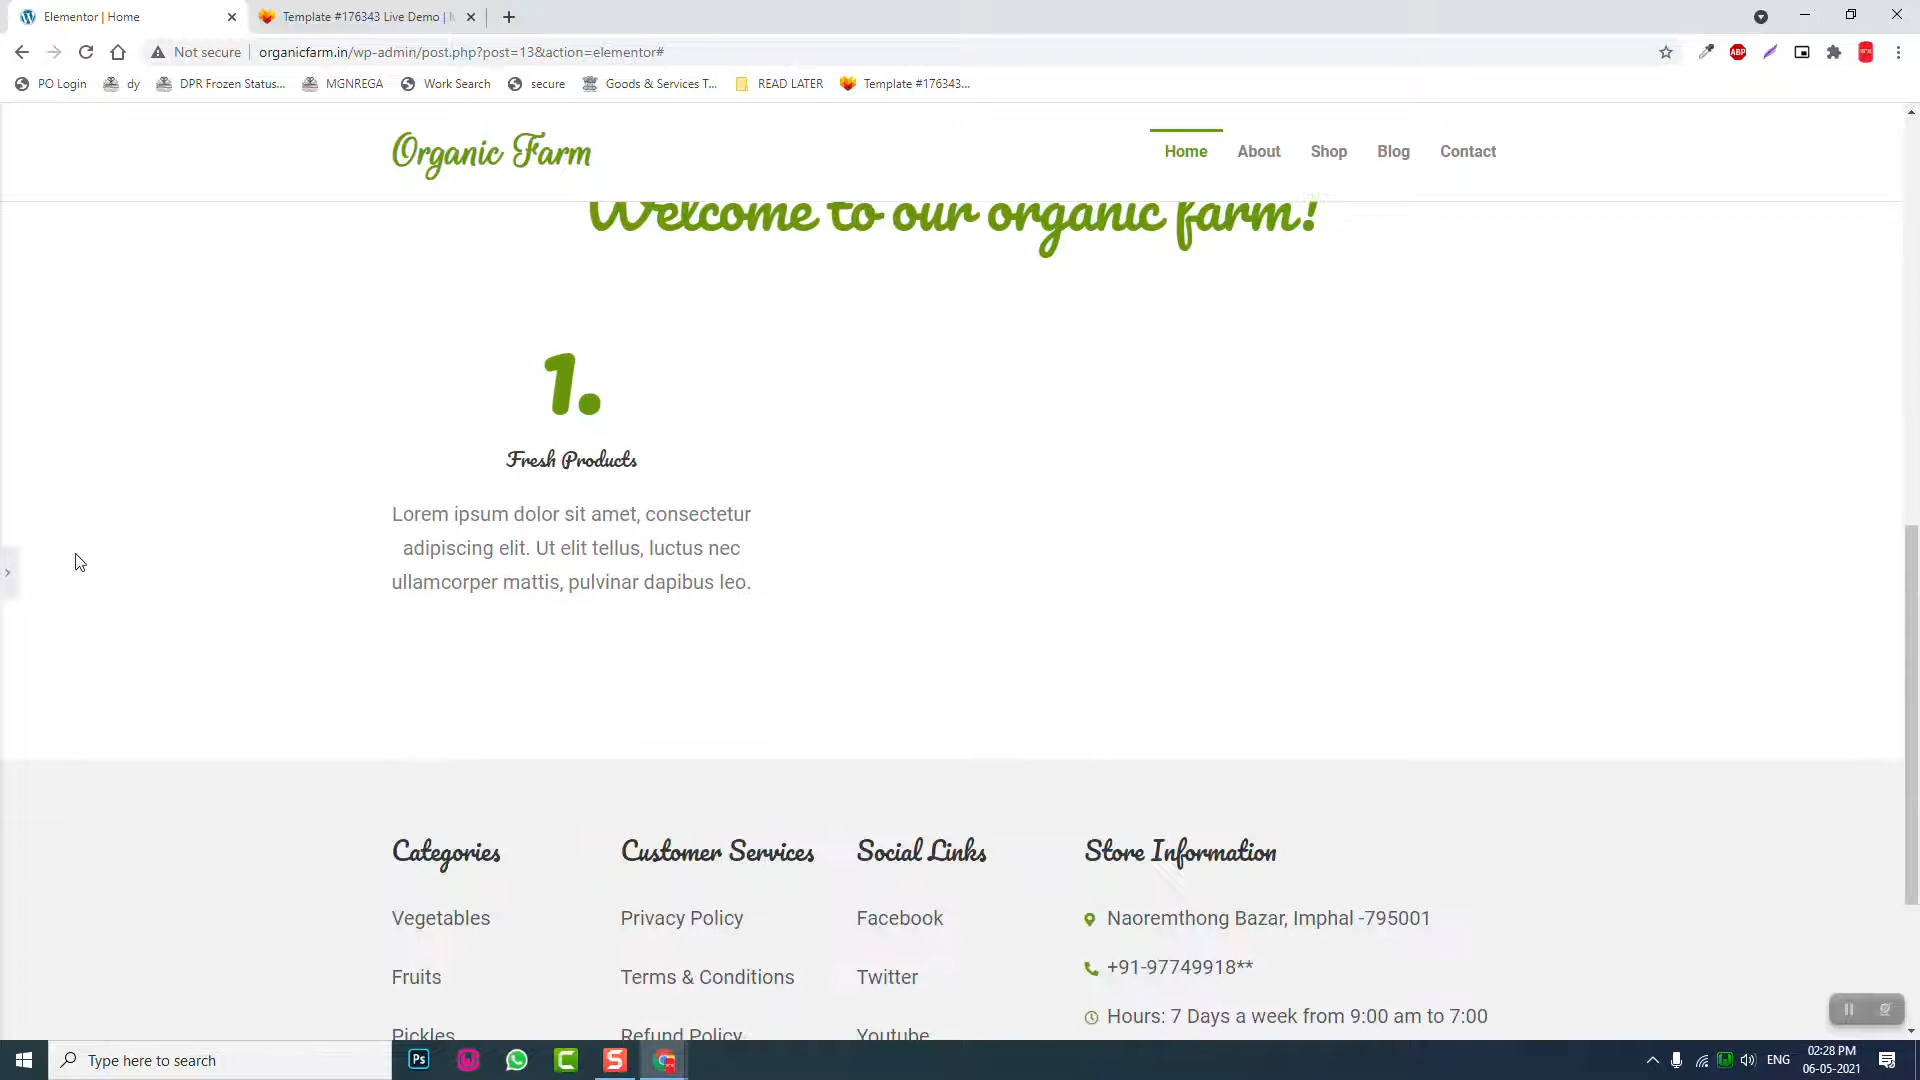 Elementor | Home
Template #176343 Live Demo |
Not secure
organicfarm.in/wp-admin/post.php?post=13&action=elementor#
ABP
PO Login
dy
DPR Frozen Status...
MGNREGA
Work Search
secure
Goods & Services T...
READ LATER
Template #176343...
Organic Farm
Home
About
Shop
Blog
Contact
Welcome to our organic farm!
1.
Fresh Products
Lorem ipsum dolor sit amet, consectetur
adipiscing elit. Ut elit tellus, luctus nec
ullamcorper mattis, pulvinar dapibus leo.
Categories
Customer Services
Social Links
Store Information
Vegetables
Privacy Policy
Facebook
Naoremthong Bazar, Imphal -795001
Fruits
Terms & Conditions
Twitter
+91-97749918**
Pickles
Refund Policy
Youtube
Hours: 7 Days a week from 9:00 am to 7:00
Type here to search
Ps
ENG
02:28 PM
06-05-2021